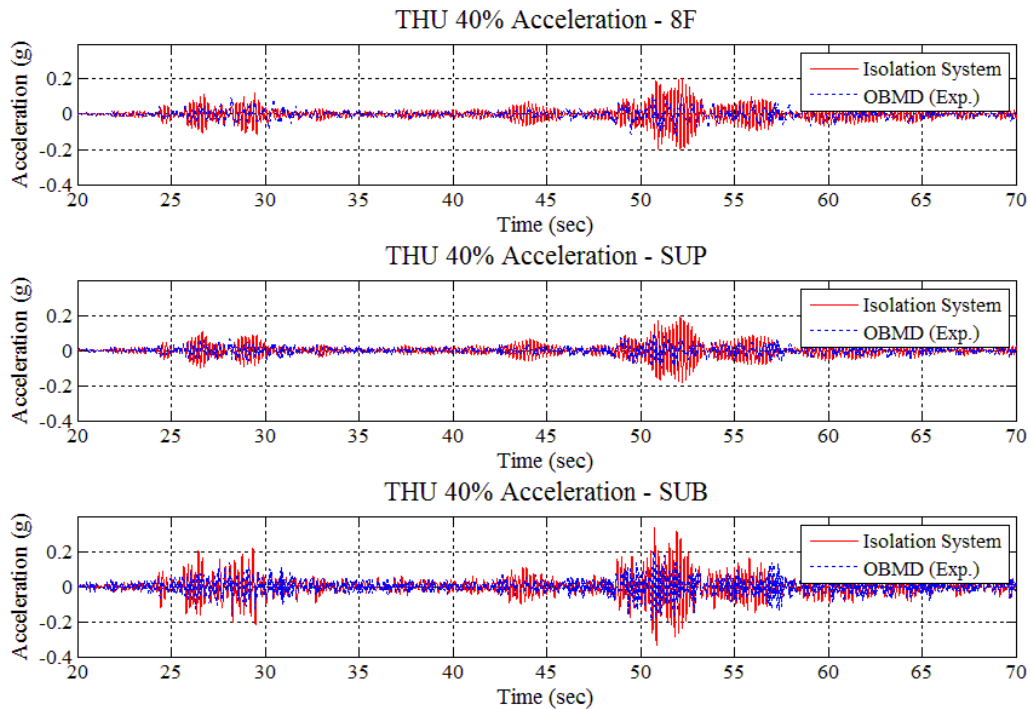 THU 40% Acceleration - 8F
Acceleration (g)
0.2
0
-0.2
-0.4
Isolation System
OBMD (Exp.)
20 25 30 35 40 45 50 55 60 65 70
Time (sec)
THU 40% Acceleration - SUP
Acceleration (g)
0.2
0
-0.2
-0.4
Isolation System
OBMD (Exp.)
20 25 30 35 40 45 50 55 60 65 70
Time (sec)
THU 40% Acceleration - SUB
Acceleration (g)
0.2
0
-0.2
-0.4
Isolation System
OBMD (Exp.)
20 25 30 35 40 45 50 55 60 65 70
Time (sec)